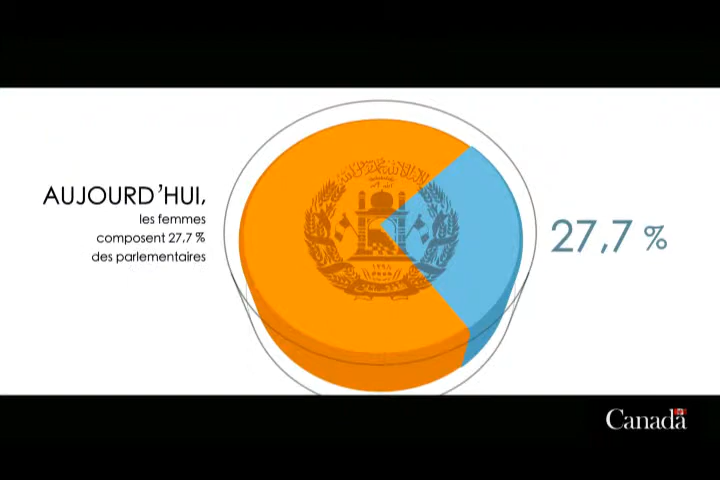 AUJOURD'HUI,
les femmes
composent 27,7 %
des parlementaires
27,7 %
Canada